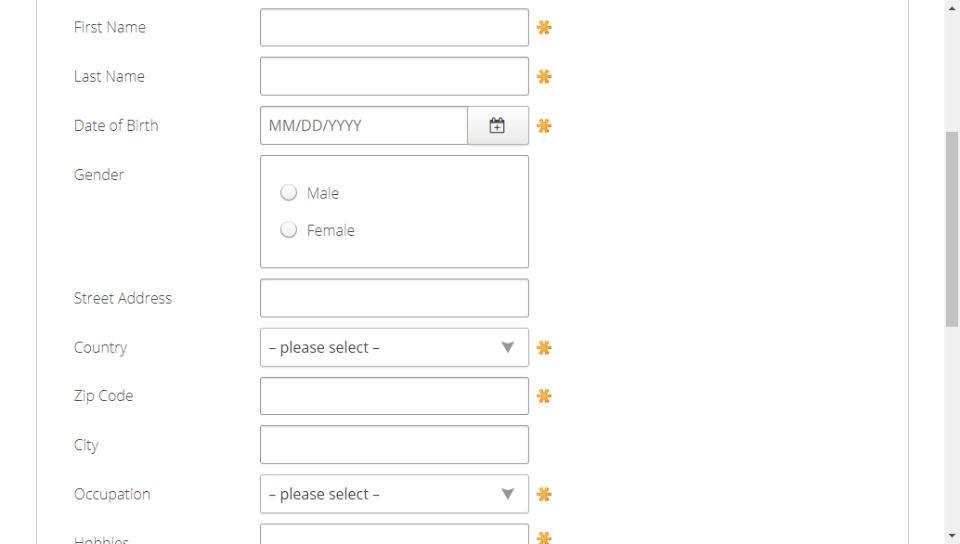 First Name
Last Name
Date of Birth MM/DD/YYYY
Gender
Male
Female
Street Address
Country – please select –
Zip Code
City
Occupation – please select –
Hobbies